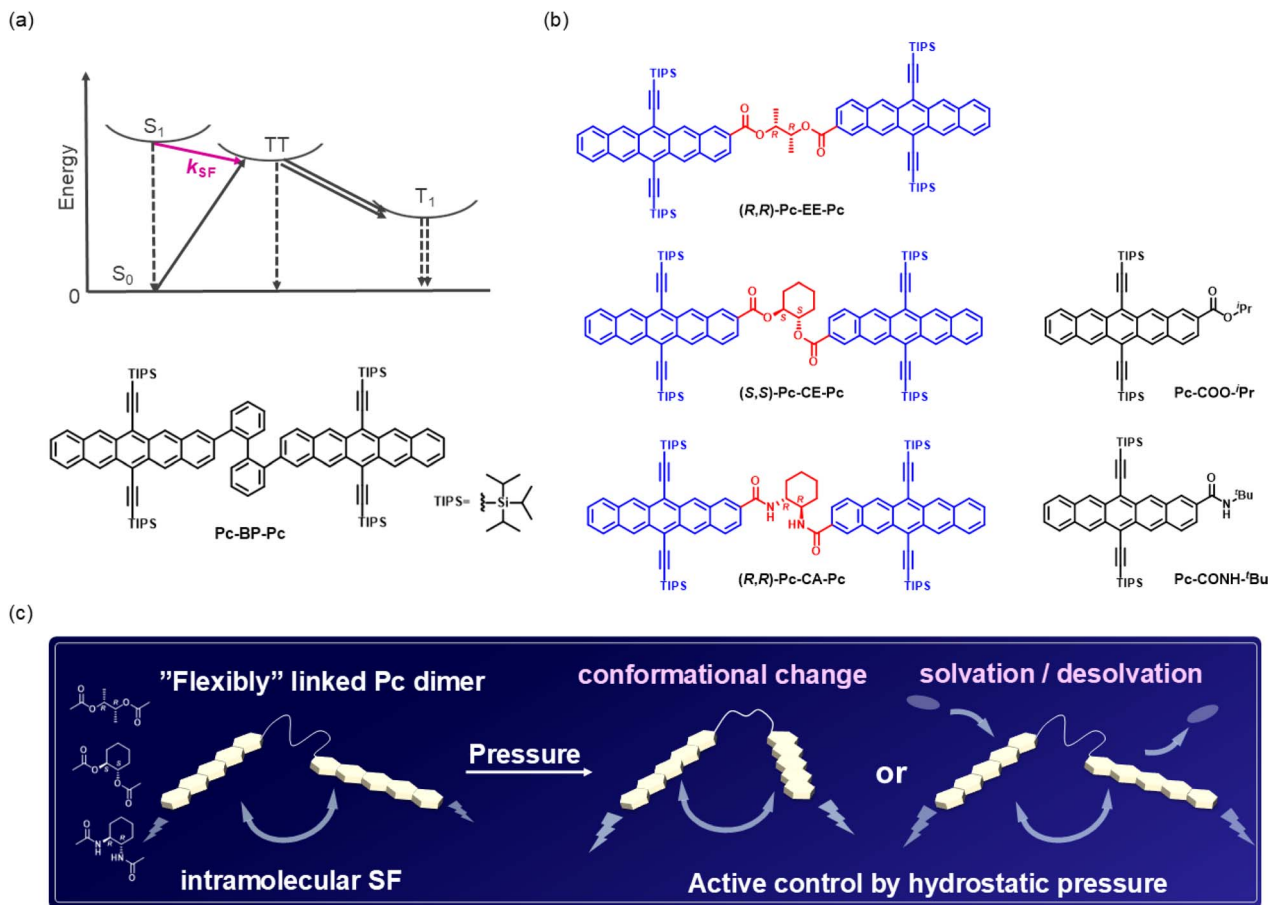 (a)
Energy
S1
TT
kSF
T1
S0
0
TIPS
TIPS
TIPS
TIPS
TIPS=
Si
Pc-BP-Pc
(b)
TIPS
TIPS
O
O
R
R
O
O
TIPS
TIPS
(R,R)-Pc-EE-Pc
TIPS
TIPS
O
O
S
S
O
O
TIPS
TIPS
(S,S)-Pc-CE-Pc
TIPS
O
O
iPr
TIPS
Pc-COO-iPr
TIPS
TIPS
O
N
H
R
R
N
H
O
TIPS
TIPS
(R,R)-Pc-CA-Pc
TIPS
O
N
H
tBu
TIPS
Pc-CONH-tBu
(c)
"Flexibly" linked Pc dimer
O
O
R
R
O
O
O
O
S
S
O
O
O
N
H
R
R
N
H
O
intramolecular SF
Pressure
conformational change
or
solvation / desolvation
Active control by hydrostatic pressure